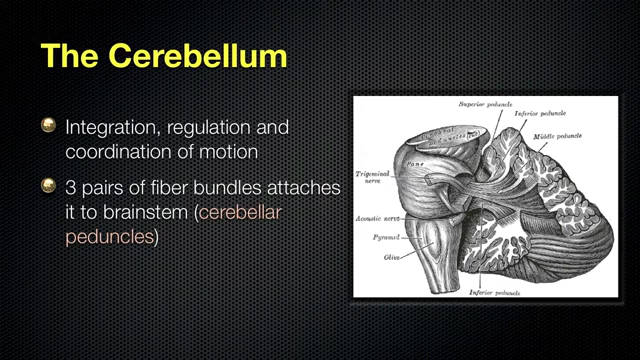 The Cerebellum
Integration, regulation and
coordination of motion
3 pairs of fiber bundles attaches
it to brainstem (cerebellar
peduncles)
Superior peduncle
Inferior peduncle
Middle peduncle
Pons
Trigeminal
nerve
Acoustic nerve
Pyramid
Olive
Inferior peduncle